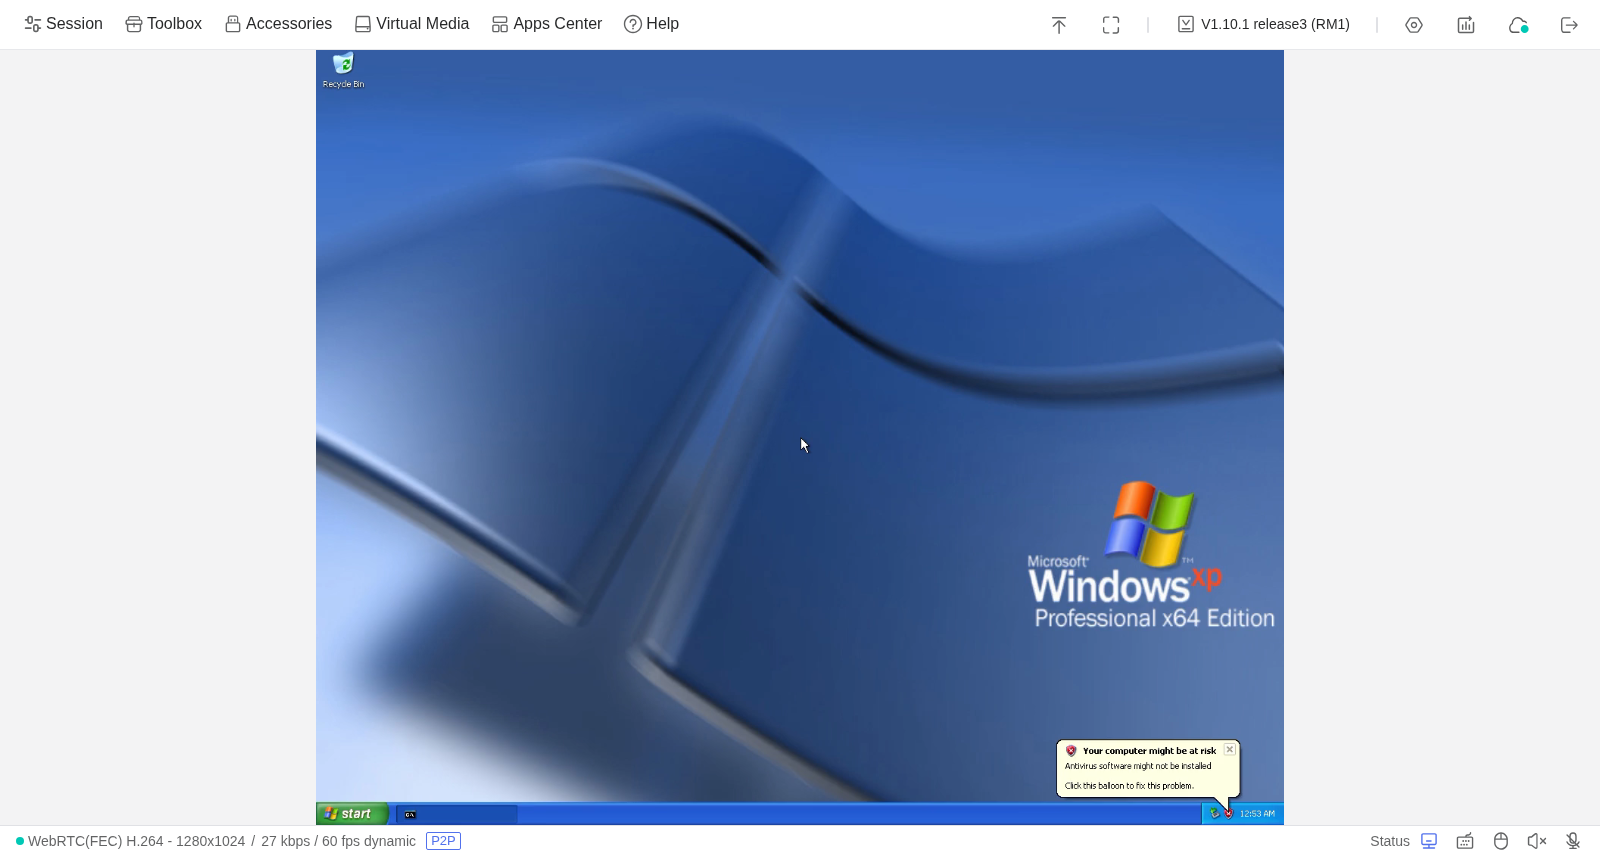 Session Toolbox Accessories Virtual Media Apps Center Help V1.10.1 release3 (RM1)
Recycle Bin
Microsoft
Windows xp TM
Professional x64 Edition
Your computer might be at risk
Antivirus software might not be installed
Click this balloon to fix this problem.
start 12:53 AM
WebRTC(FEC) H.264 - 1280x1024 / 27 kbps / 60 fps dynamic P2P Status